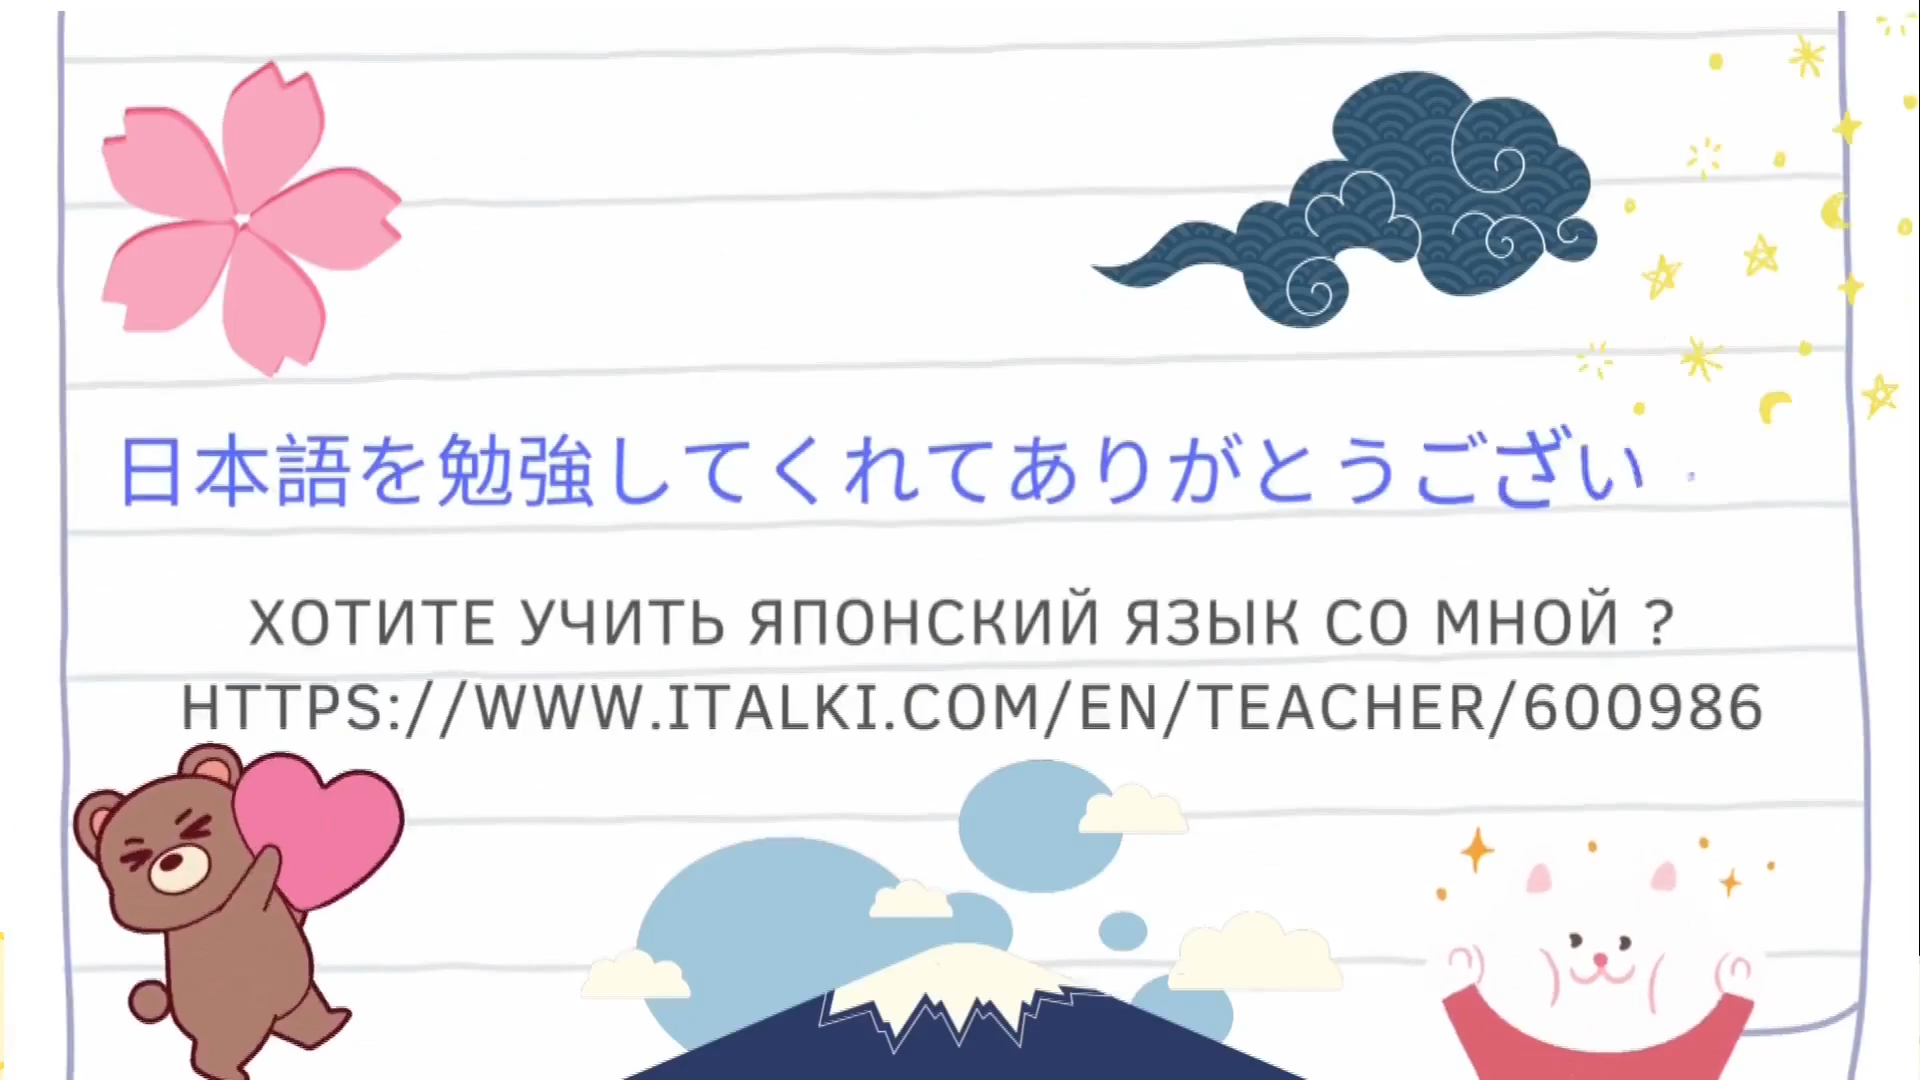 日本語を勉強してくれてありがとうござい
ХОТИТЕ УЧИТЬ ЯПОНСКИЙ ЯЗЫК СО МНОЙ ?
HTTPS://WWW.ITALKI.COM/EN/TEACHER/600986